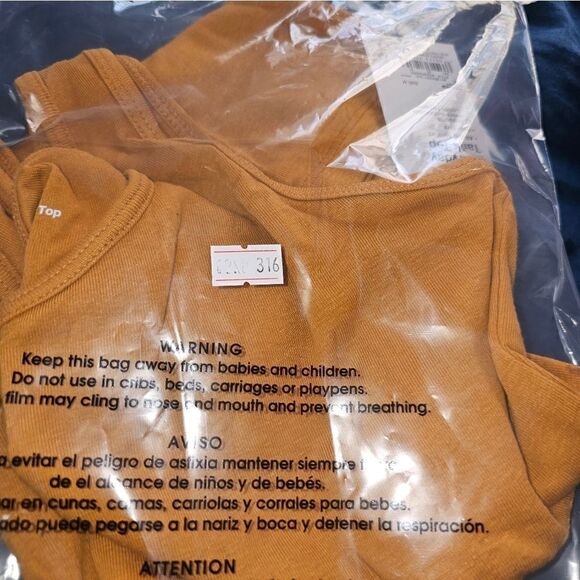 Top
316
WARNING
Keep this bag away from babies and children.
Do not use in cribs, beds, carriages or playpens.
film may cling to nose and mouth and prevent breathing.
AVISO
a evitar el peligro de asfixia mantener siempre
de el alcance de niños y de bebés.
ar en cunas, camas, carriolas y corrales para bebes.
ado puede pegarse a la nariz y boca y detener la respiración.
ATTENTION